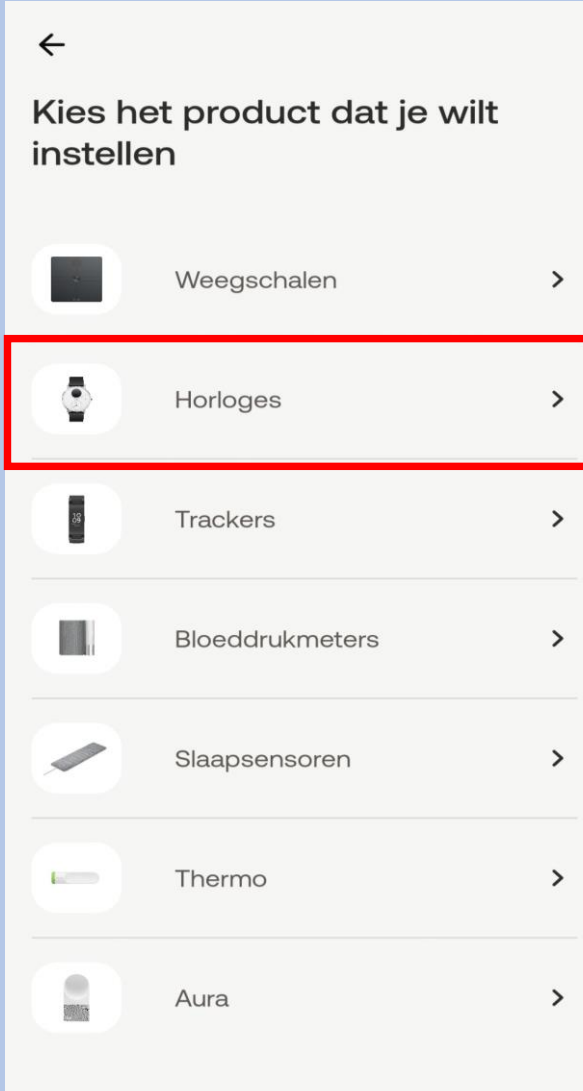 Kies het product dat je wilt
instellen
Weegschalen
Horloges
Trackers
Bloeddrukmeters
Slaapsensoren
Thermo
Aura